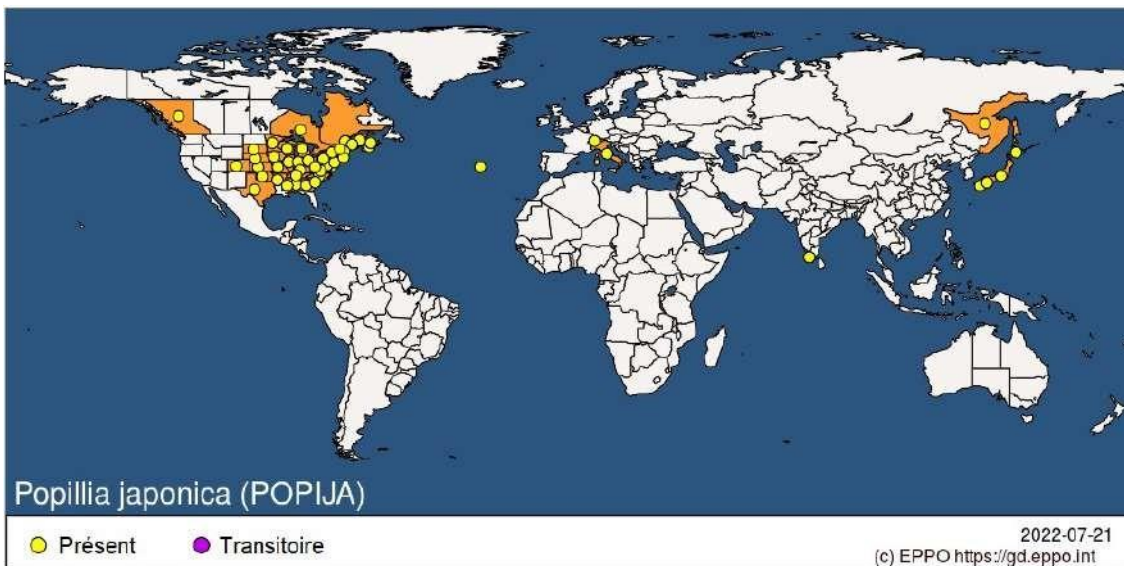 Popillia japonica (POPIJA)
Présent
Transitoire
2022-07-21
(c) EPPO https://gd.eppo.int